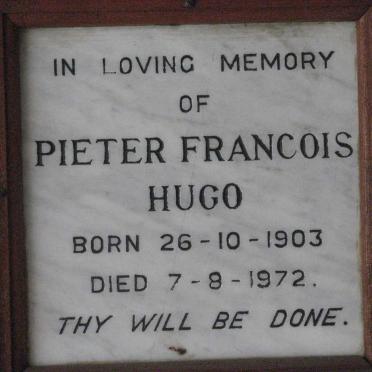 IN LOVING MEMORY
OF
PIETER FRANCOIS
HUGO
BORN 26-10-1903
DIED 7-8-1972.
THY WILL BE DONE.